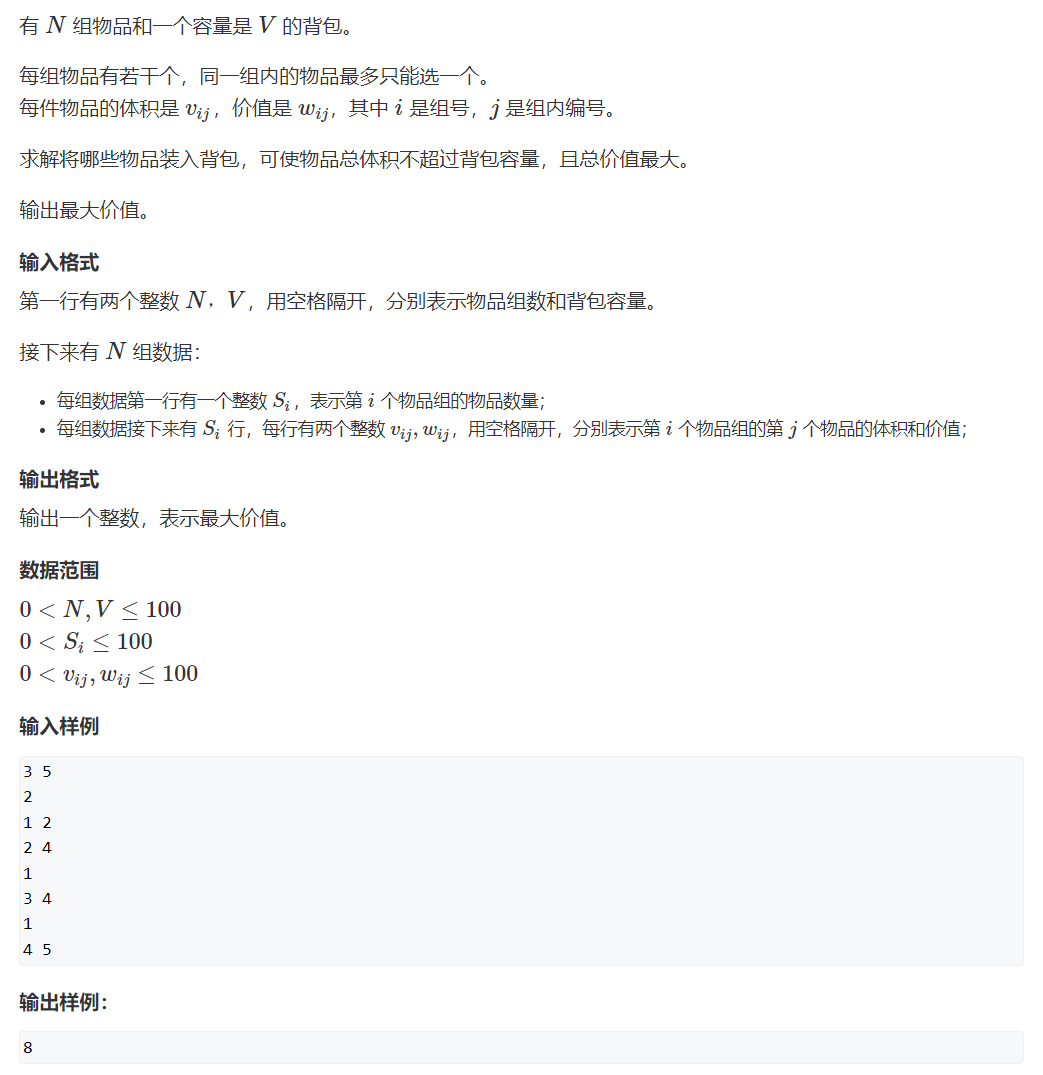 有 N 组物品和一个容量是 V 的背包。
每组物品有若干个，同一组内的物品最多只能选一个。
每件物品的体积是 v_{ij}，价值是 w_{ij}，其中 i 是组号，j 是组内编号。
求解将哪些物品装入背包，可使物品总体积不超过背包容量，且总价值最大。
输出最大价值。
输入格式
第一行有两个整数 N，V，用空格隔开，分别表示物品组数和背包容量。
接下来有 N 组数据：
• 每组数据第一行有一个整数 S_i，表示第 i 个物品组的物品数量；
• 每组数据接下来有 S_i 行，每行有两个整数 v_{ij}, w_{ij}，用空格隔开，分别表示第 i 个物品组的第 j 个物品的体积和价值；
输出格式
输出一个整数，表示最大价值。
数据范围
0 < N, V ≤ 100
0 < S_i ≤ 100
0 < v_{ij}, w_{ij} ≤ 100
输入样例
3 5
2
1 2
2 4
1
3 4
1
4 5
输出样例：
8